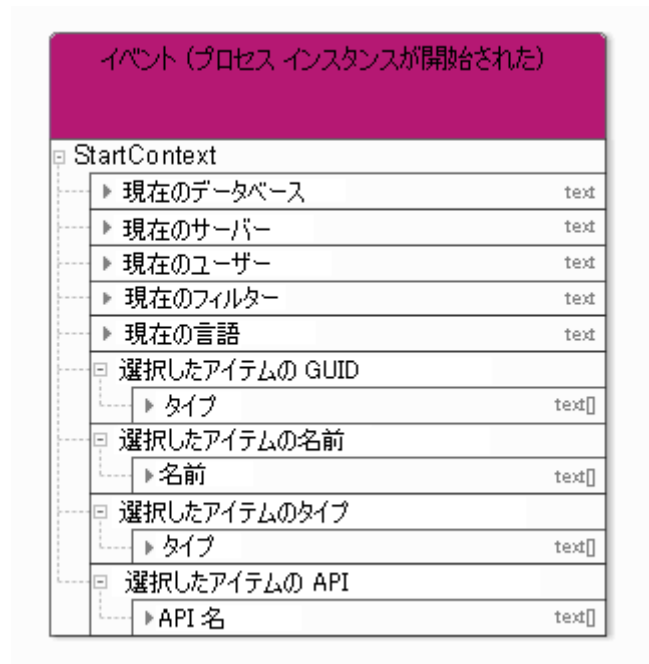 イベント (プロセス インスタンスが開始された)
StartContext
現在のデータベース text
現在のサーバー text
現在のユーザー text
現在のフィルター text
現在の言語 text
選択したアイテムの GUID
タイプ text[]
選択したアイテムの名前
名前 text[]
選択したアイテムのタイプ
タイプ text[]
選択したアイテムの API
API 名 text[]